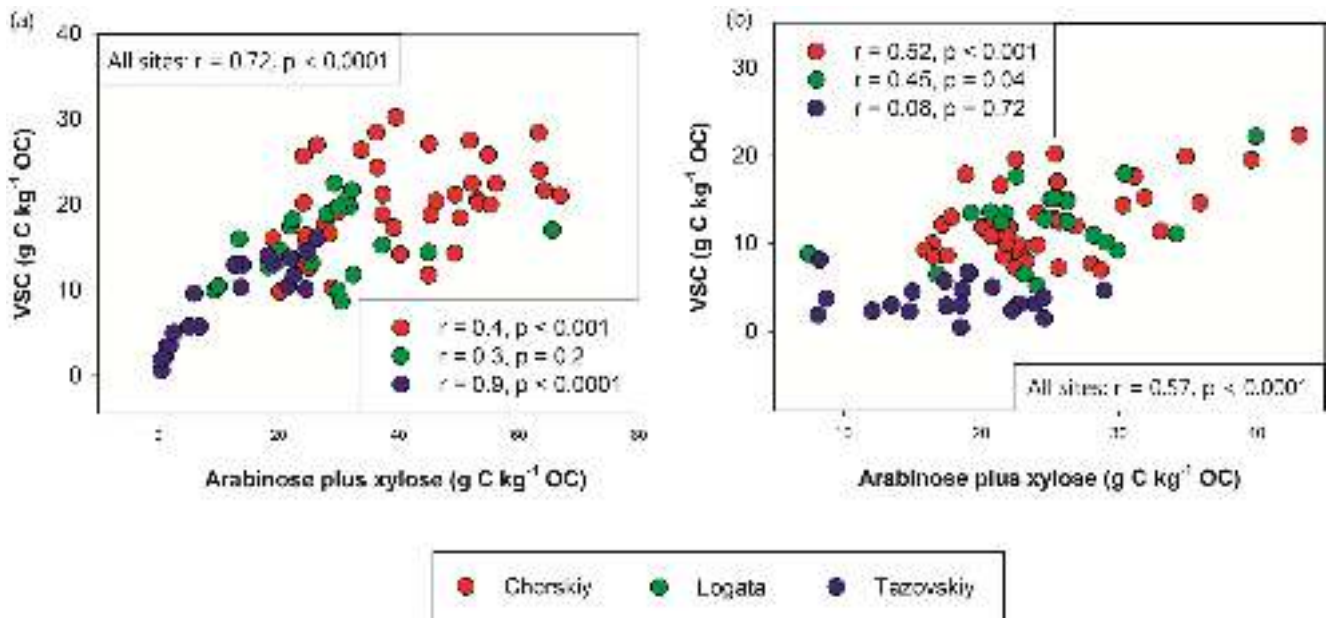 (a)
40
30
20
10
0
VSC (g C kg⁻¹ OC)
All sites: r = 0.72, p < 0.0001
r = 0.4, p < 0.001
r = 0.3, p = 0.2
r = 0.9, p < 0.0001
0 20 40 60 80
Arabinose plus xylose (g C kg⁻¹ OC)
(b)
30
20
10
0
VSC (g C kg⁻¹ OC)
r = 0.52, p < 0.001
r = 0.45, p = 0.04
r = 0.08, p = 0.72
All sites: r = 0.57, p < 0.0001
10 20 30 40
Arabinose plus xylose (g C kg⁻¹ OC)
Cherskiy Logata Tazovskiy